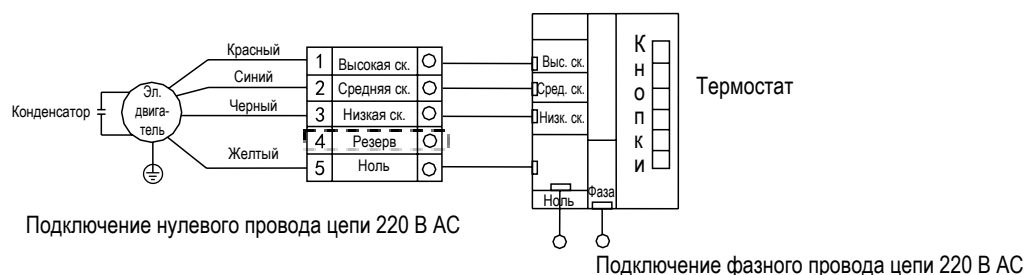 Красный
Синий
Черный
Желтый
Конденсатор
Эл.
двига-
тель
1 Высокая ск.
2 Средняя ск.
3 Низкая ск.
4 Резерв
5 Ноль
Выс. ск.
Сред. ск.
Низк. ск.
Ноль
Фаза
К
н
о
п
к
и
Термостат
Подключение нулевого провода цепи 220 В АС
Подключение фазного провода цепи 220 В АС